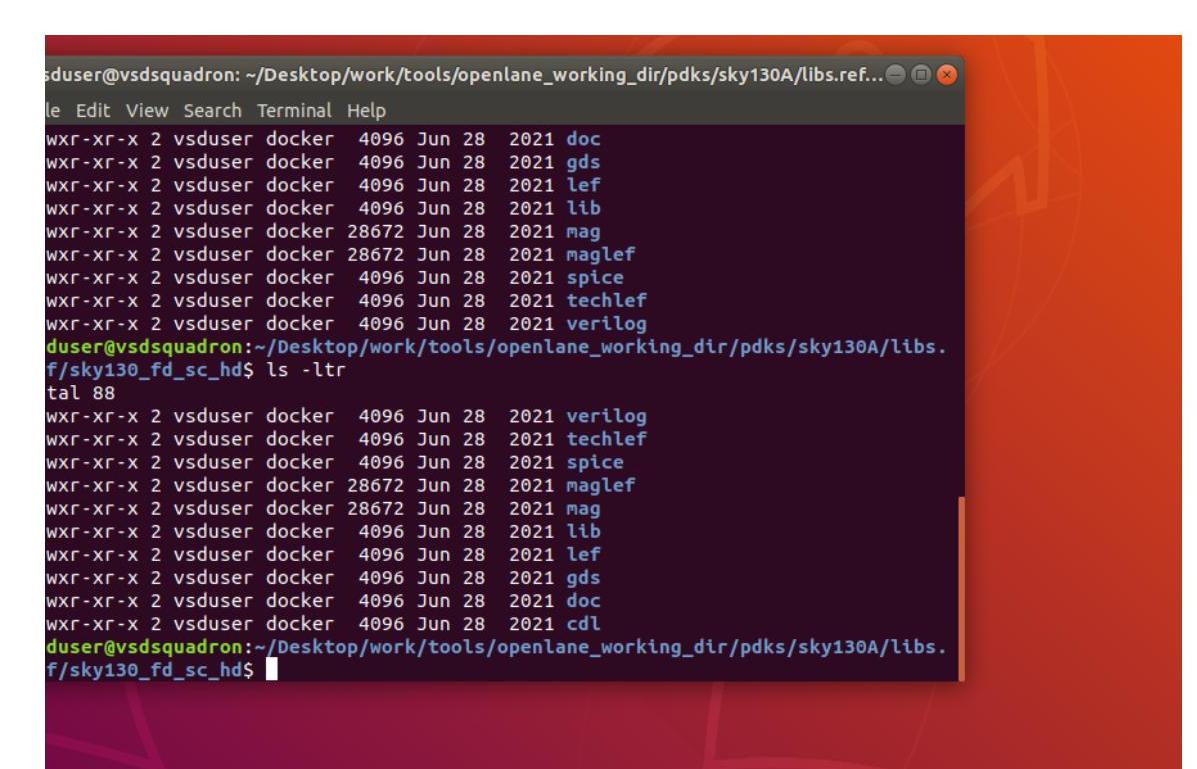 sduser@vsdsquadron: ~/Desktop/work/tools/openlane_working_dir/pdks/sky130A/libs.ref...
le Edit View Search Terminal Help
wxr-xr-x 2 vsduser docker  4096 Jun 28  2021 doc
wxr-xr-x 2 vsduser docker  4096 Jun 28  2021 gds
wxr-xr-x 2 vsduser docker  4096 Jun 28  2021 lef
wxr-xr-x 2 vsduser docker  4096 Jun 28  2021 lib
wxr-xr-x 2 vsduser docker 28672 Jun 28  2021 mag
wxr-xr-x 2 vsduser docker 28672 Jun 28  2021 maglef
wxr-xr-x 2 vsduser docker  4096 Jun 28  2021 spice
wxr-xr-x 2 vsduser docker  4096 Jun 28  2021 techlef
wxr-xr-x 2 vsduser docker  4096 Jun 28  2021 verilog
duser@vsdsquadron:~/Desktop/work/tools/openlane_working_dir/pdks/sky130A/libs.
f/sky130_fd_sc_hd$ ls -ltr
tal 88
wxr-xr-x 2 vsduser docker  4096 Jun 28  2021 verilog
wxr-xr-x 2 vsduser docker  4096 Jun 28  2021 techlef
wxr-xr-x 2 vsduser docker  4096 Jun 28  2021 spice
wxr-xr-x 2 vsduser docker 28672 Jun 28  2021 maglef
wxr-xr-x 2 vsduser docker 28672 Jun 28  2021 mag
wxr-xr-x 2 vsduser docker  4096 Jun 28  2021 lib
wxr-xr-x 2 vsduser docker  4096 Jun 28  2021 lef
wxr-xr-x 2 vsduser docker  4096 Jun 28  2021 gds
wxr-xr-x 2 vsduser docker  4096 Jun 28  2021 doc
wxr-xr-x 2 vsduser docker  4096 Jun 28  2021 cdl
duser@vsdsquadron:~/Desktop/work/tools/openlane_working_dir/pdks/sky130A/libs.
f/sky130_fd_sc_hd$